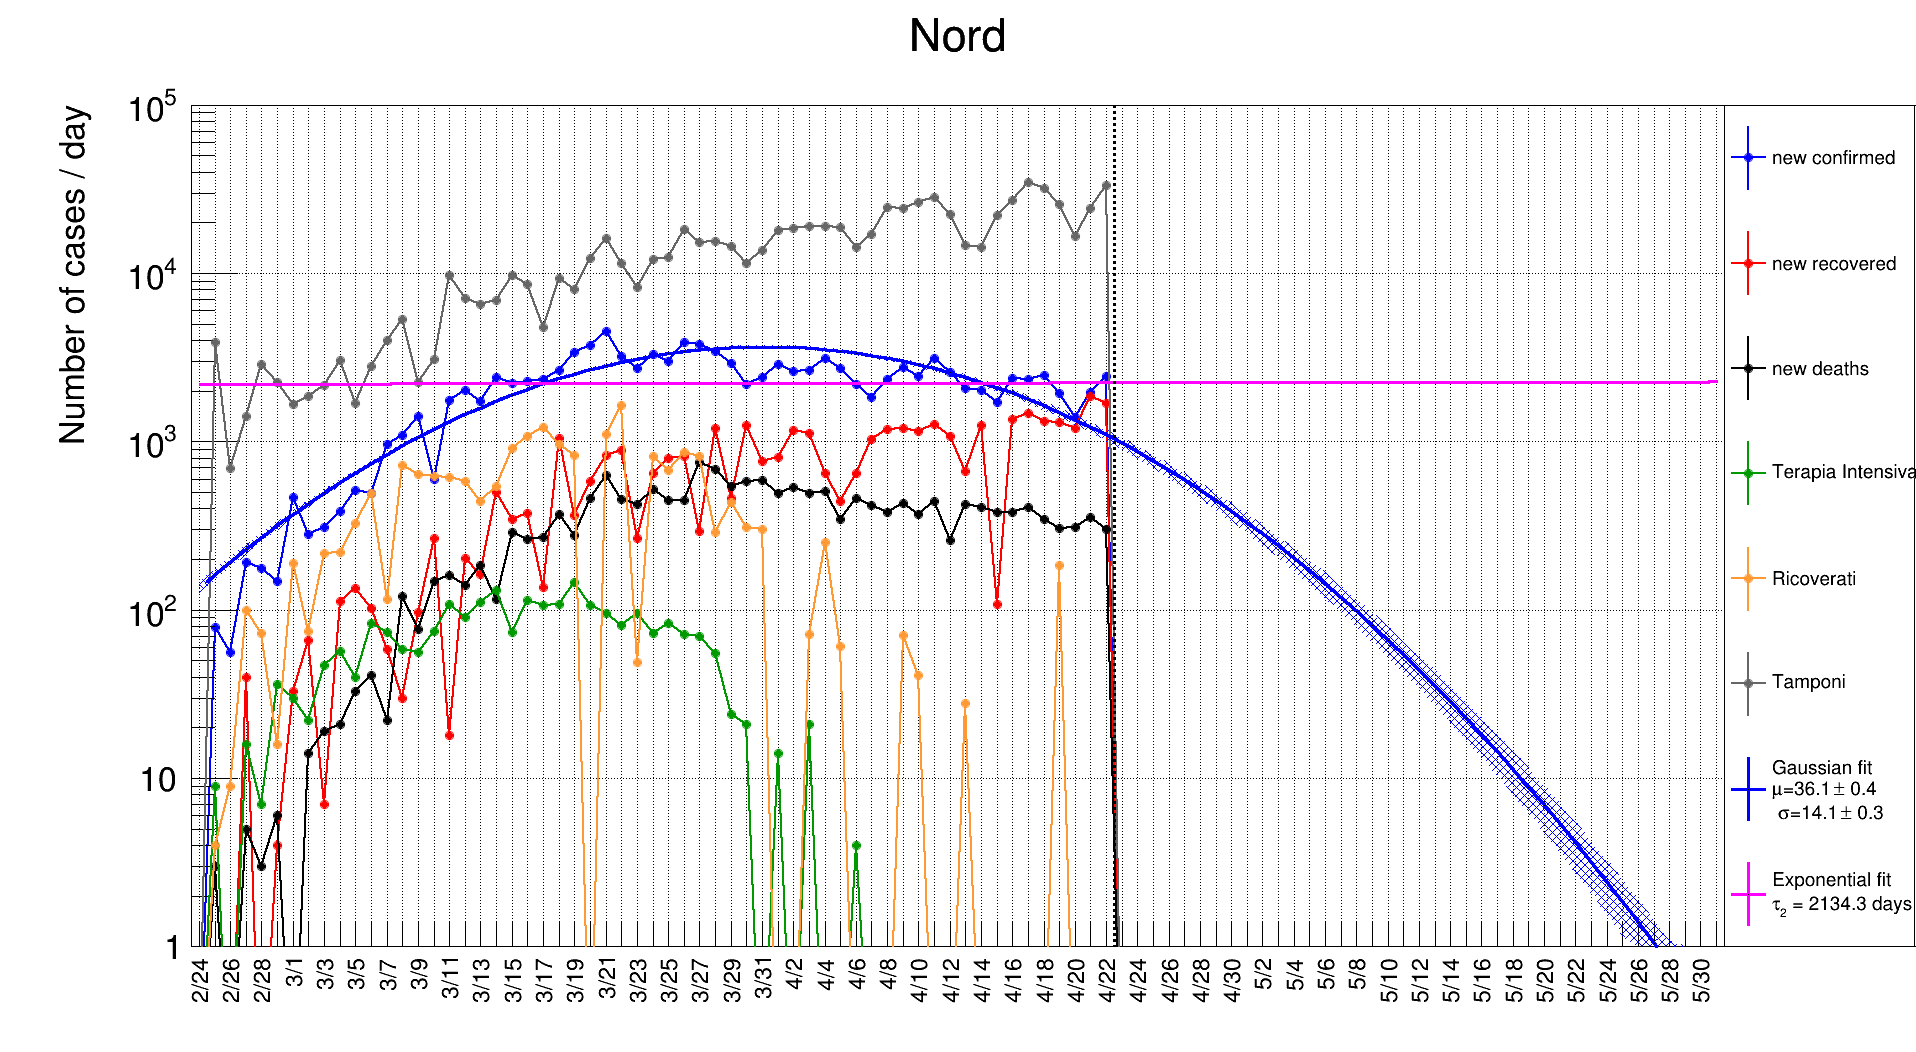 Nord
Number of cases / day
10^5
10^4
10^3
10^2
10
1
2/24 2/26 2/28 3/1 3/3 3/5 3/7 3/9 3/11 3/13 3/15 3/17 3/19 3/21 3/23 3/25 3/27 3/29 3/31 4/2 4/4 4/6 4/8 4/10 4/12 4/14 4/16 4/18 4/20 4/22 4/24 4/26 4/28 4/30 5/2 5/4 5/6 5/8 5/10 5/12 5/14 5/16 5/18 5/20 5/22 5/24 5/26 5/28 5/30
new confirmed
new recovered
new deaths
Terapia Intensiva
Ricoverati
Tamponi
Gaussian fit
μ=36.1± 0.4
σ=14.1± 0.3
Exponential fit
τ₂ = 2134.3 days